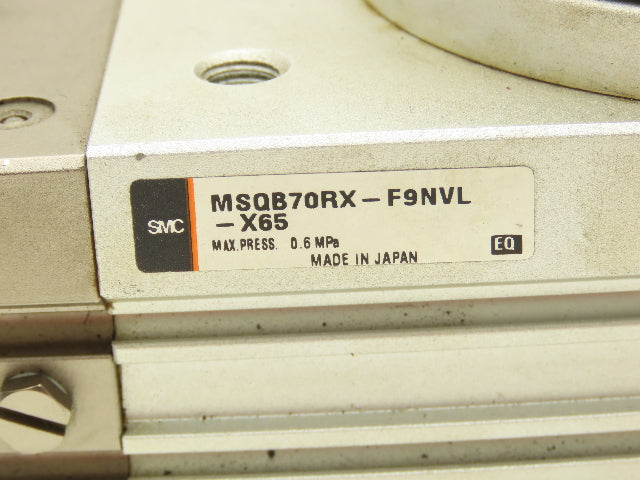 SMC
MSQB70RX-F9NVL
-X65
MAX.PRESS. 0.6 MPa
MADE IN JAPAN
EQ